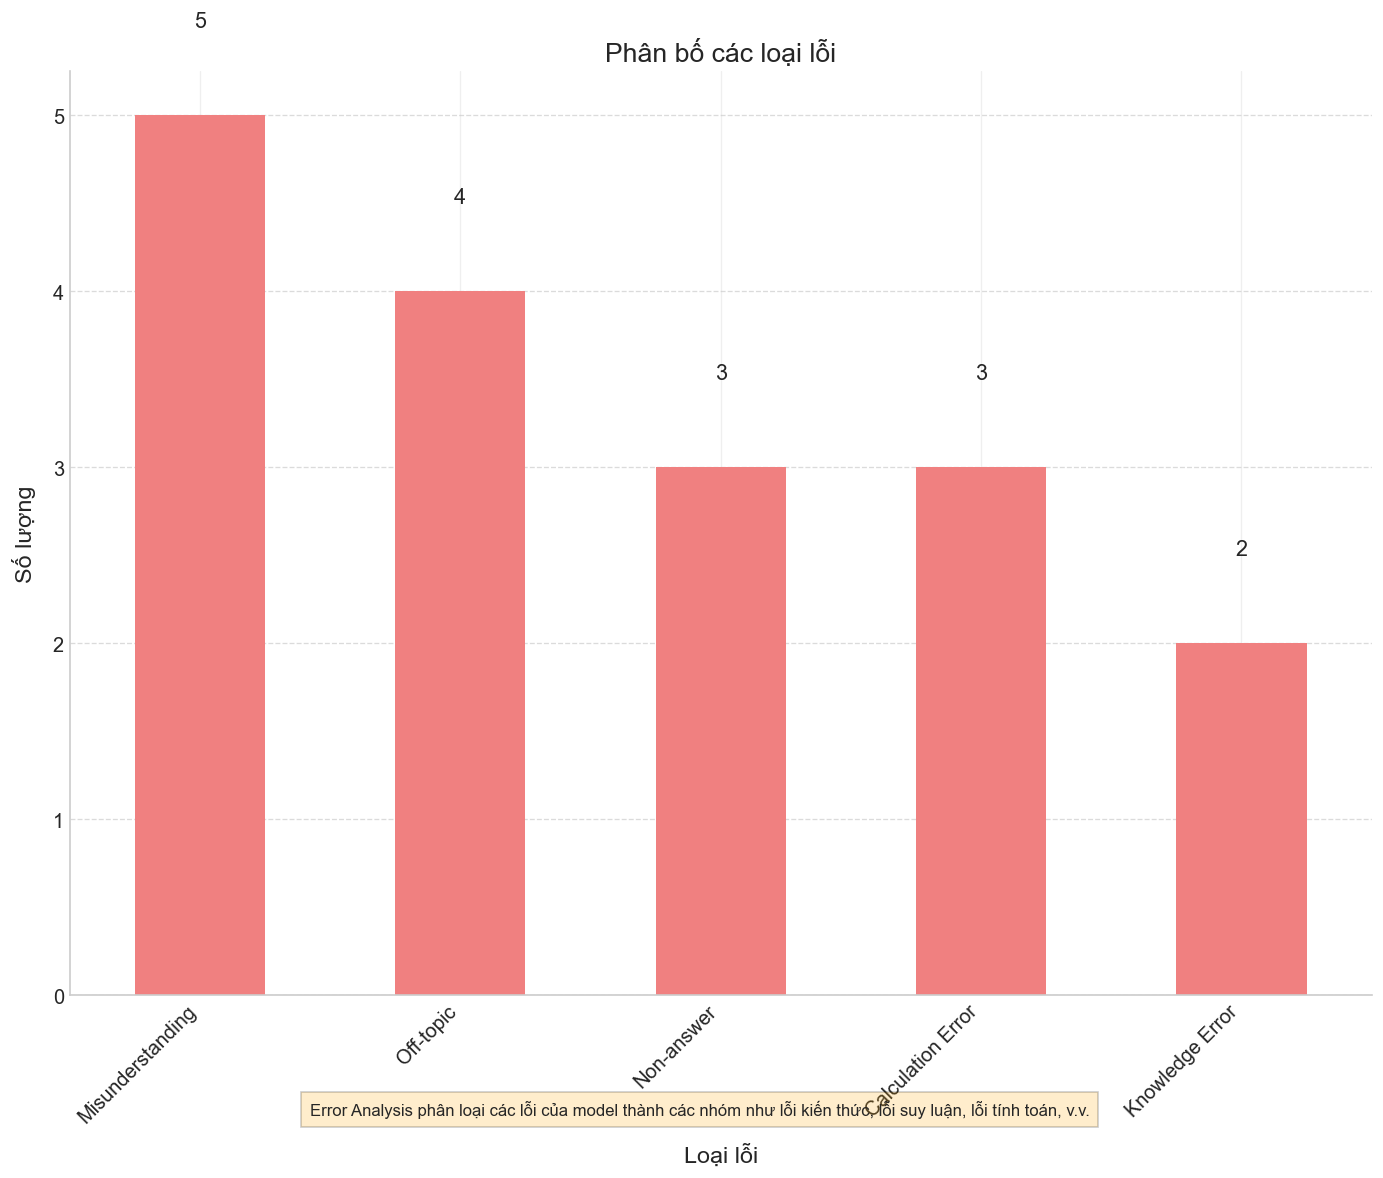 5
Phân bố các loại lỗi
5
4
4
3
3
3
2
2
1
0
Số lượng
Misunderstanding
Off-topic
Non-answer
Calculation Error
Knowledge Error
Error Analysis phân loại các lỗi của model thành các nhóm như lỗi kiến thức, lỗi suy luận, lỗi tính toán, v.v.
Loại lỗi